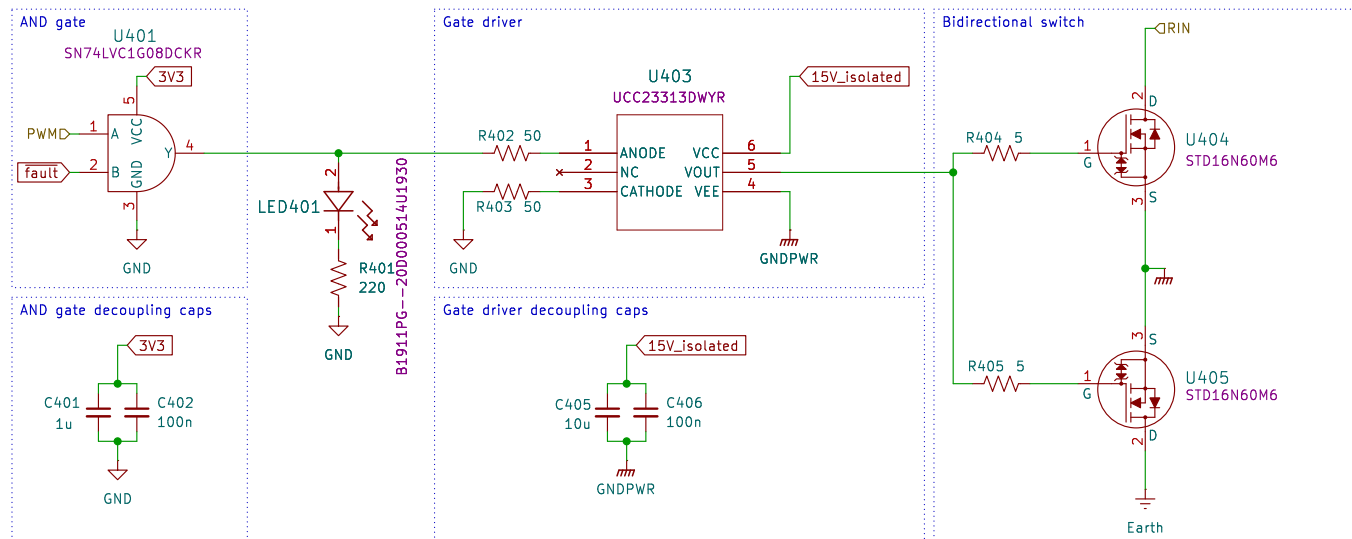 AND gate
U401
SN74LVC1G08DCKR
3V3
5
VCC
PWM
1
A
Y
4
fault
2
B
GND
3
GND
2
LED401
1
B1911PG--20D000514U1930
R401
220
GND
Gate driver
U403
UCC23313DWYR
15V_isolated
R402 50
1
ANODE
VCC
6
2
NC
VOUT
5
3
CATHODE
VEE
4
R403 50
GND
GNDPWR
Bidirectional switch
RIN
2
D
R404 5
1
G
U404
STD16N60M6
3
S
3
S
R405 5
1
G
U405
STD16N60M6
2
D
Earth
AND gate decoupling caps
3V3
C401
1u
C402
100n
GND
Gate driver decoupling caps
15V_isolated
C405
10u
C406
100n
GNDPWR